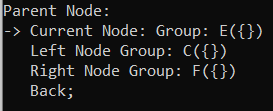 Parent Node:
-> Current Node: Group: E({})
Left Node Group: C({})
Right Node Group: F({})
Back;